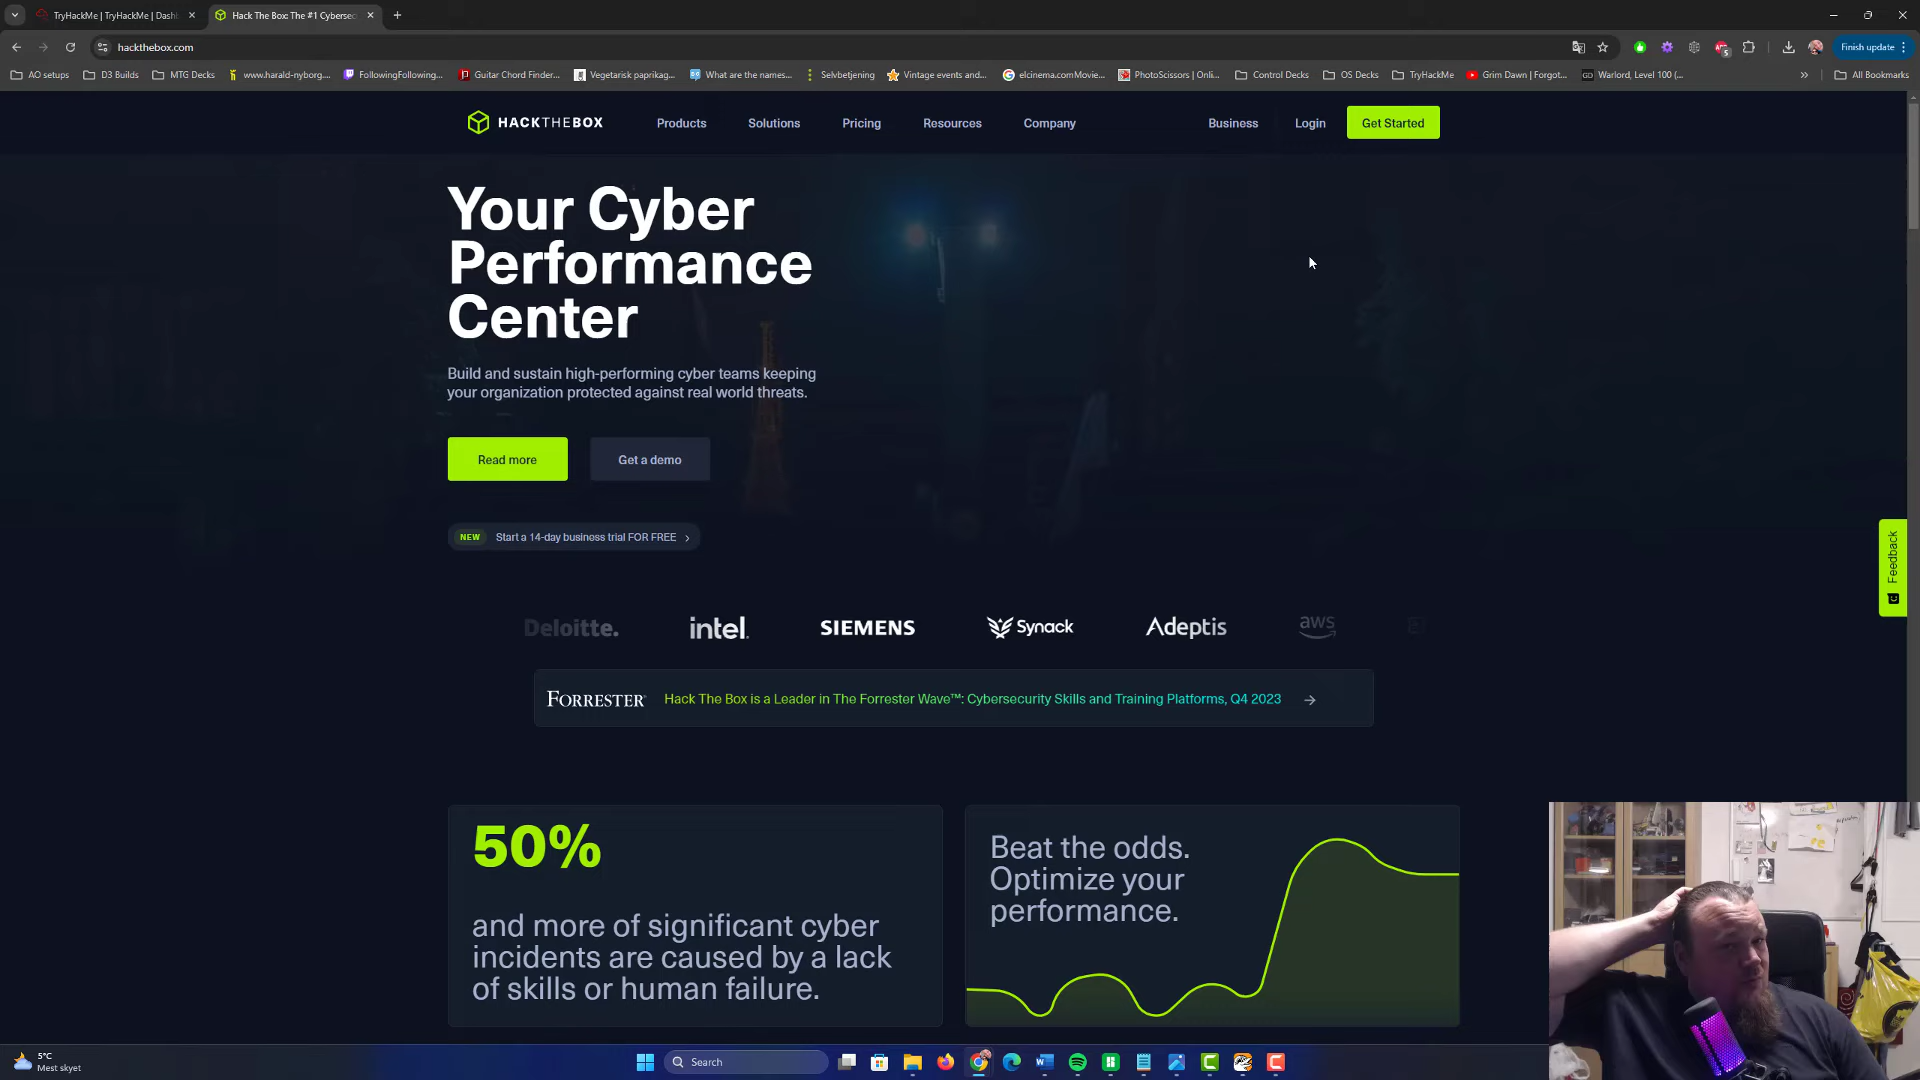 TryHackMe | TryHackMe | Dashb
Hack The Box: The #1 Cybersec
hackthebox.com
Finish update
AO setups
D3 Builds
MTG Decks
www.harald-nyborg....
FollowingFollowing...
Guitar Chord Finder...
Vegetarisk paprikag...
What are the names...
Selvbetjening
Vintage events and...
elcinema.comMovie...
PhotoScissors | Onli...
Control Decks
OS Decks
TryHackMe
Grim Dawn | Forgot...
Warlord, Level 100 (...
All Bookmarks
HACKTHEBOX
Products
Solutions
Pricing
Resources
Company
Business
Login
Get Started
Your Cyber
Performance
Center
Build and sustain high-performing cyber teams keeping
your organization protected against real world threats.
Read more
Get a demo
NEW Start a 14-day business trial FOR FREE
Feedback
Deloitte.
intel.
SIEMENS
Synack
Adeptis
aws
FORRESTER Hack The Box is a Leader in The Forrester Wave™: Cybersecurity Skills and Training Platforms, Q4 2023
50%
and more of significant cyber
incidents are caused by a lack
of skills or human failure.
Beat the odds.
Optimize your
performance.
5°C
Mest skyet
Search